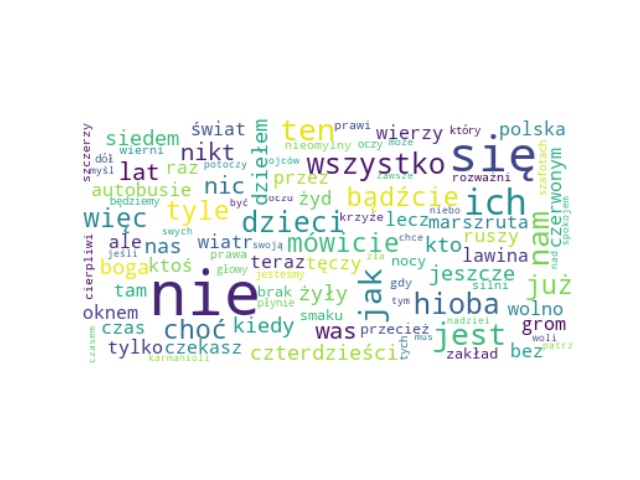 nie
się
wszystko
ten
ich
jest
hioba
dzieci
mówicie
bądźcie
tyle
jak
nam
już
więc
choć
lat
nikt
nic
siedem
świat
autobusie
dziełem
przez
żyd
raz
wierzy
polska
prawi
który
rozważni
nieomylny
oczy
może
ojców
zawsze
oczu
być
potoczy
szczerzy
wierni
dół
myśl
będziemy
swych
jeśli
ale
nas
wiatr
swoją
krzyże
lecz
marszruta
niebo
chce
kto
ruszy
lawina
czerwonym
szafotach
spokojem
nad
cierpliwi
boga
ktoś
prawa
głowy
teraz
tęczy
jesteśmy
zła
nocy
jeszcze
gdy
silni
tam
oknem
czas
kiedy
brak
płynie
żyły
smaku
tym
was
przecież
nadziei
wolno
grom
woli
patrz
bez
zakład
mus
tych
czterdzieści
tylko
czekasz
karmanioli
czasem